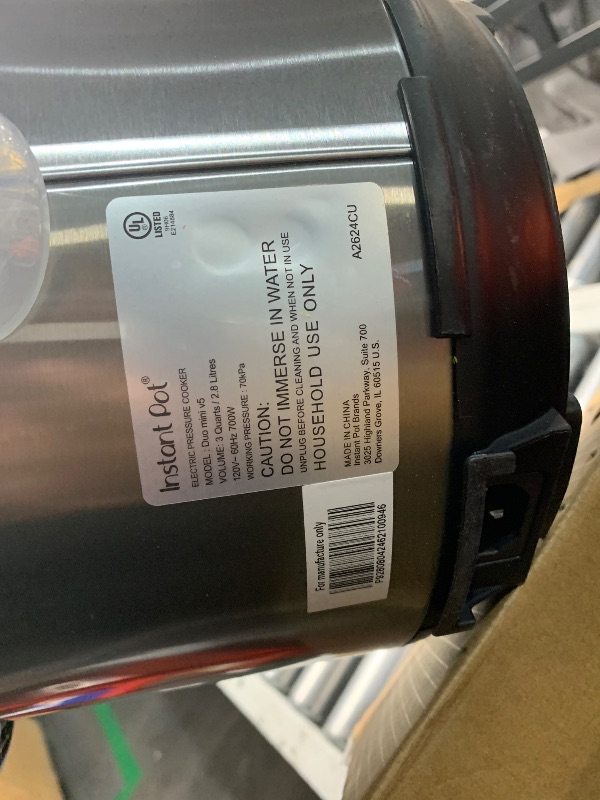 UL
®
LISTED
E214884
Instant Pot®
ELECTRIC PRESSURE COOKER
MODEL : Duo mini v5
VOLUME: 3 Quarts / 2.8 Litres
120V~ 60Hz 700W
WORKING PRESSURE : 70kPa
CAUTION:
DO NOT IMMERSE IN WATER
UNPLUG BEFORE CLEANING AND WHEN NOT IN USE
HOUSEHOLD USE ONLY
MADE IN CHINA
Instant Pot Brands
3025 Highland Parkway, Suite 700
Downers Grove, IL 60515 U.S.
A2624CU
For manufacture only
P928080424462100946